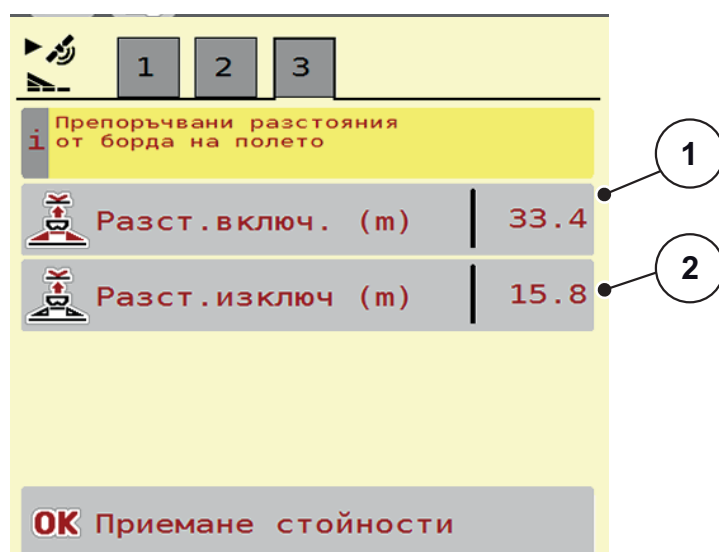 1 2 3
i Препоръчвани разстояния
от борда на полето
Разст.включ. (m) 33.4
1
Разст.изключ (m) 15.8
2
OK Приемане стойности